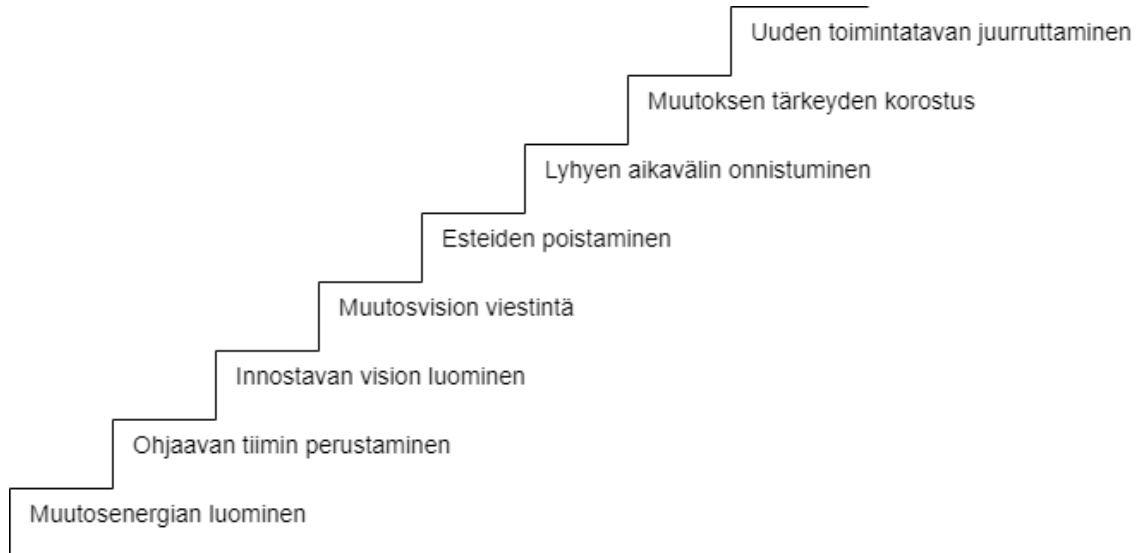 Uuden toimintatavan juurruttaminen
Muutoksen tärkeyden korostus
Lyhyen aikavälin onnistuminen
Esteiden poistaminen
Muutosvision viestintä
Innostavan vision luominen
Ohjaavan tiimin perustaminen
Muutosenergian luominen